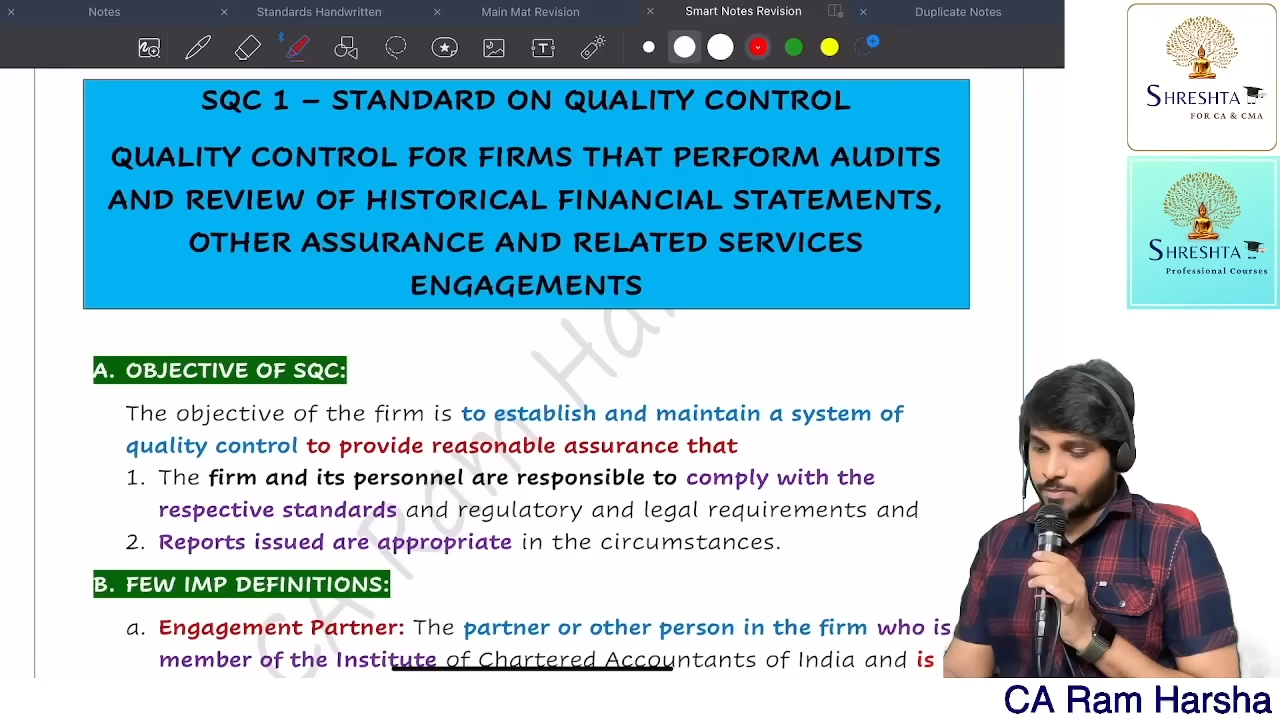 Notes
Standards Handwritten
Main Mat Revision
Smart Notes Revision
Duplicate Notes
SQC 1 – STANDARD ON QUALITY CONTROL
QUALITY CONTROL FOR FIRMS THAT PERFORM AUDITS
AND REVIEW OF HISTORICAL FINANCIAL STATEMENTS,
OTHER ASSURANCE AND RELATED SERVICES
ENGAGEMENTS
A. OBJECTIVE OF SQC:
The objective of the firm is to establish and maintain a system of
quality control to provide reasonable assurance that
1. The firm and its personnel are responsible to comply with the
respective standards and regulatory and legal requirements and
2. Reports issued are appropriate in the circumstances.
B. FEW IMP DEFINITIONS:
a. Engagement Partner: The partner or other person in the firm who is
member of the Institute of Chartered Accountants of India and is
CA Ram Har
SHRESHTA
FOR CA & CMA
SHRESHTA
Professional Courses
CA Ram Harsha